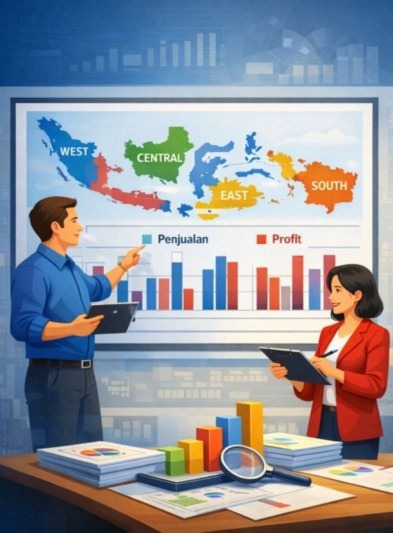 WEST
CENTRAL
EAST
SOUTH
Penjualan
Profit